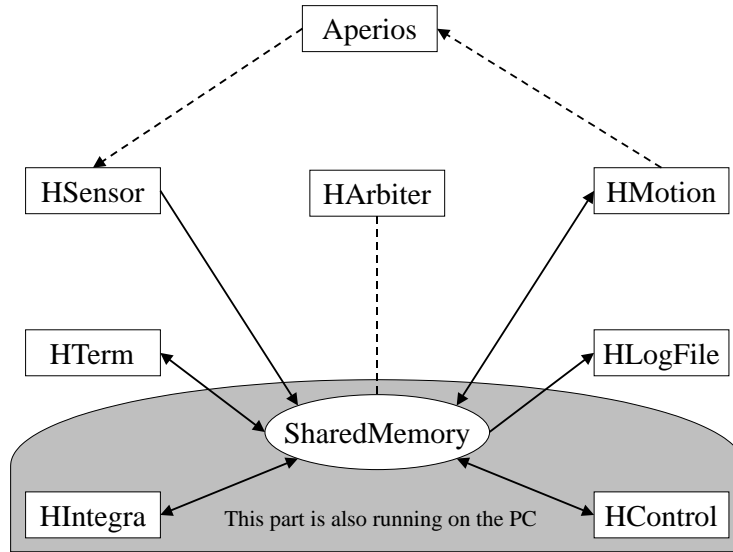 Aperios
HSensor
HArbiter
HMotion
HTerm
HLogFile
SharedMemory
HIntegra
This part is also running on the PC
HControl